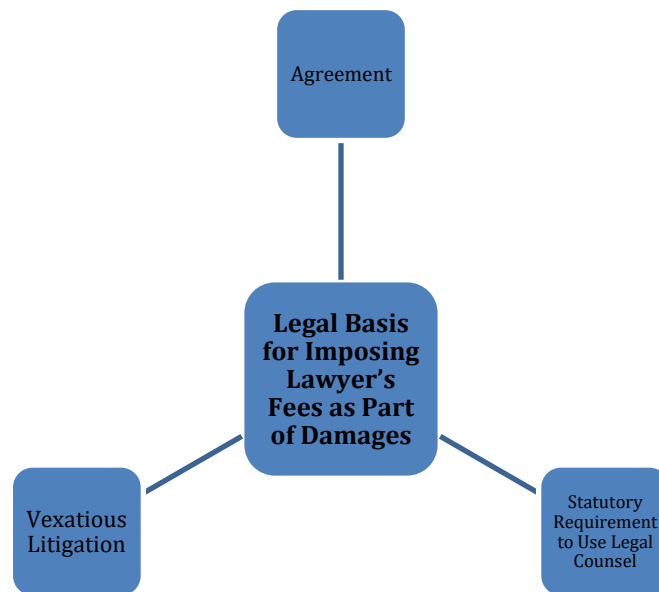 Agreement
Legal Basis
for Imposing
Lawyer's
Fees as Part
of Damages
Vexatious
Litigation
Statutory
Requirement
to Use Legal
Counsel